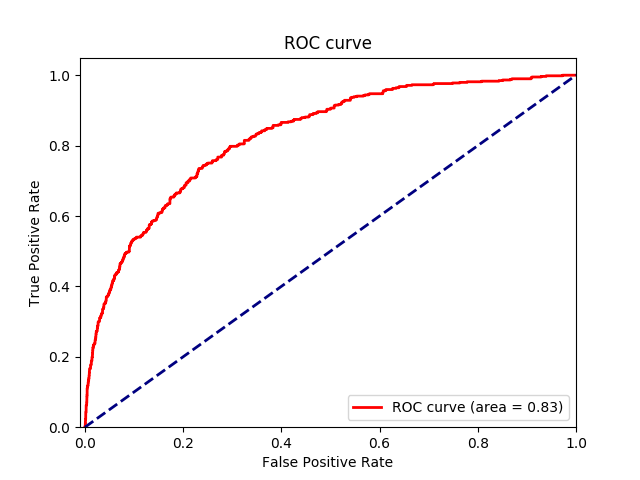 ROC curve
1.0
0.8
0.6
0.4
0.2
0.0
True Positive Rate
ROC curve (area = 0.83)
0.0 0.2 0.4 0.6 0.8 1.0
False Positive Rate